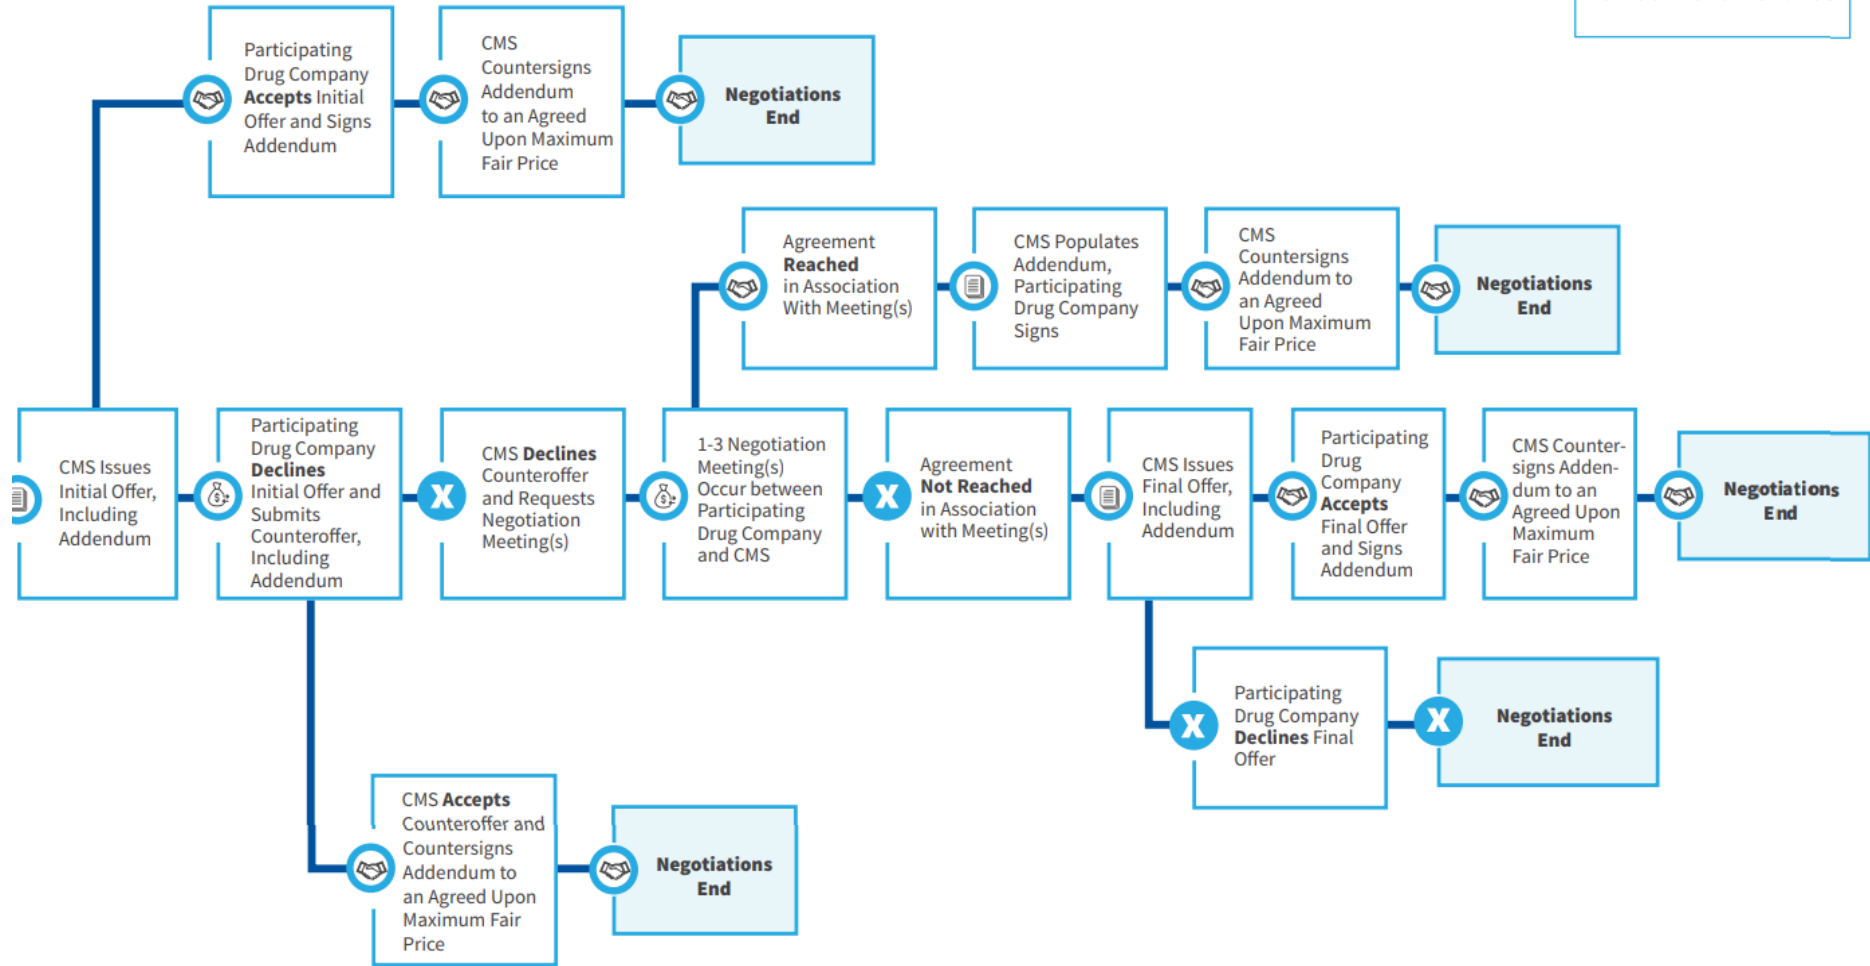 Participating
Drug Company
Accepts Initial
Offer and Signs
Addendum
CMS
Countersigns
Addendum
to an Agreed
Upon Maximum
Fair Price
Negotiations
End
Agreement
Reached
in Association
With Meeting(s)
CMS Populates
Addendum,
Participating
Drug Company
Signs
CMS
Countersigns
Addendum to
an Agreed
Upon Maximum
Fair Price
Negotiations
End
CMS Issues
Initial Offer,
Including
Addendum
Participating
Drug Company
Declines
Initial Offer and
Submits
Counteroffer,
Including
Addendum
X
CMS Declines
Counteroffer
and Requests
Negotiation
Meeting(s)
1-3 Negotiation
Meeting(s)
Occur between
Participating
Drug Company
and CMS
X
Agreement
Not Reached
in Association
with Meeting(s)
CMS Issues
Final Offer,
Including
Addendum
Participating
Drug
Company
Accepts
Final Offer
and Signs
Addendum
CMS Counter-
signs Adden-
dum to an
Agreed Upon
Maximum
Fair Price
Negotiations
End
X
Participating
Drug Company
Declines Final
Offer
X
Negotiations
End
CMS Accepts
Counteroffer and
Countersigns
Addendum to
an Agreed Upon
Maximum Fair
Price
Negotiations
End